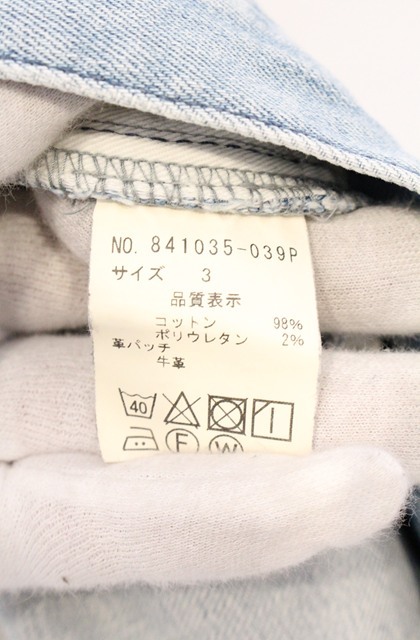 NO. 841035-039P
サイズ 3
品質表示
コットン 98%
ポリウレタン 2%
革パッチ
牛革
40
F W